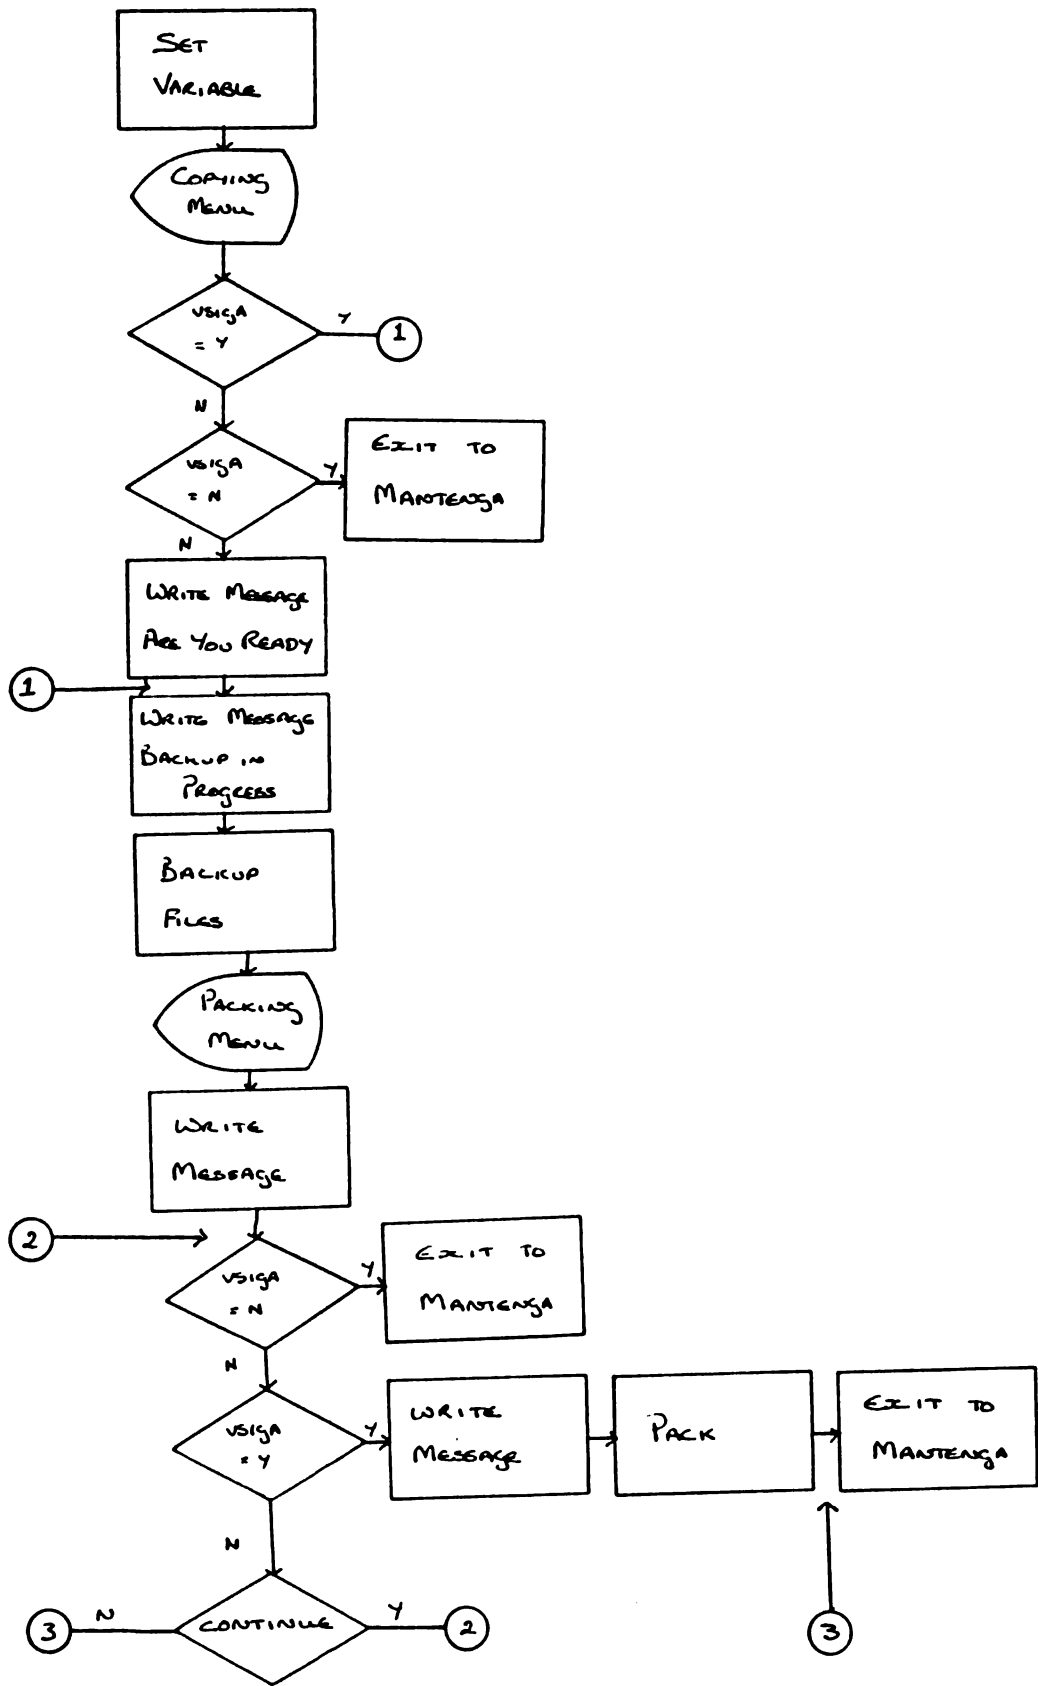 SET
VARIABLE
COPYING
MENU
VSIGA
= Y
Y
1
N
VSIGA
= N
Y
EXIT TO
MANTENGA
N
WRITE MESSAGE
ARE YOU READY
1
WRITE MESSAGE
BACKUP IN
PROGRESS
BACKUP
FILES
PACKING
MENU
WRITE
MESSAGE
2
VSIGA
= N
Y
EXIT TO
MANTENGA
N
VSIGA
= Y
Y
WRITE
MESSAGE
PACK
EXIT TO
MANTENGA
N
3
N
CONTINUE
Y
2
3